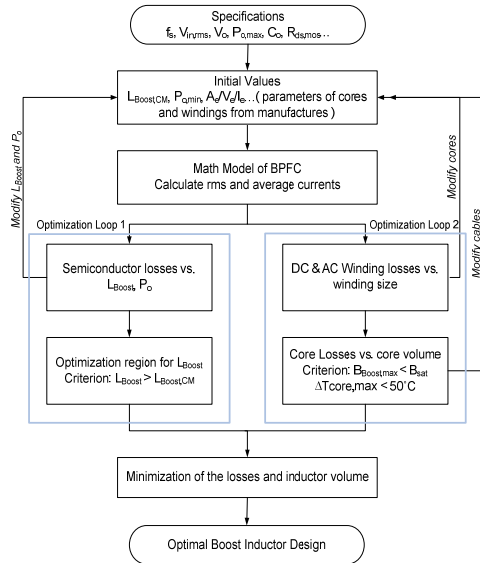 Specifications
fs, Vin,rms, Vo, Po,max, Co, Rds,mos...
Initial Values
LBoost,CM, Po,min, Ae/Ve/le...( parameters of cores
and windings from manufactures )
Modify LBoost and Po
Modify cores
Modify cables
Math Model of BPFC
Calculate rms and average currents
Optimization Loop 1
Optimization Loop 2
Semiconductor losses vs.
LBoost, Po
DC & AC Winding losses vs.
winding size
Optimization region for LBoost
Criterion: LBoost > LBoost,CM
Core Losses vs. core volume
Criterion: BBoost,max < Bsat
ΔTcore,max < 50°C
Minimization of the losses and inductor volume
Optimal Boost Inductor Design